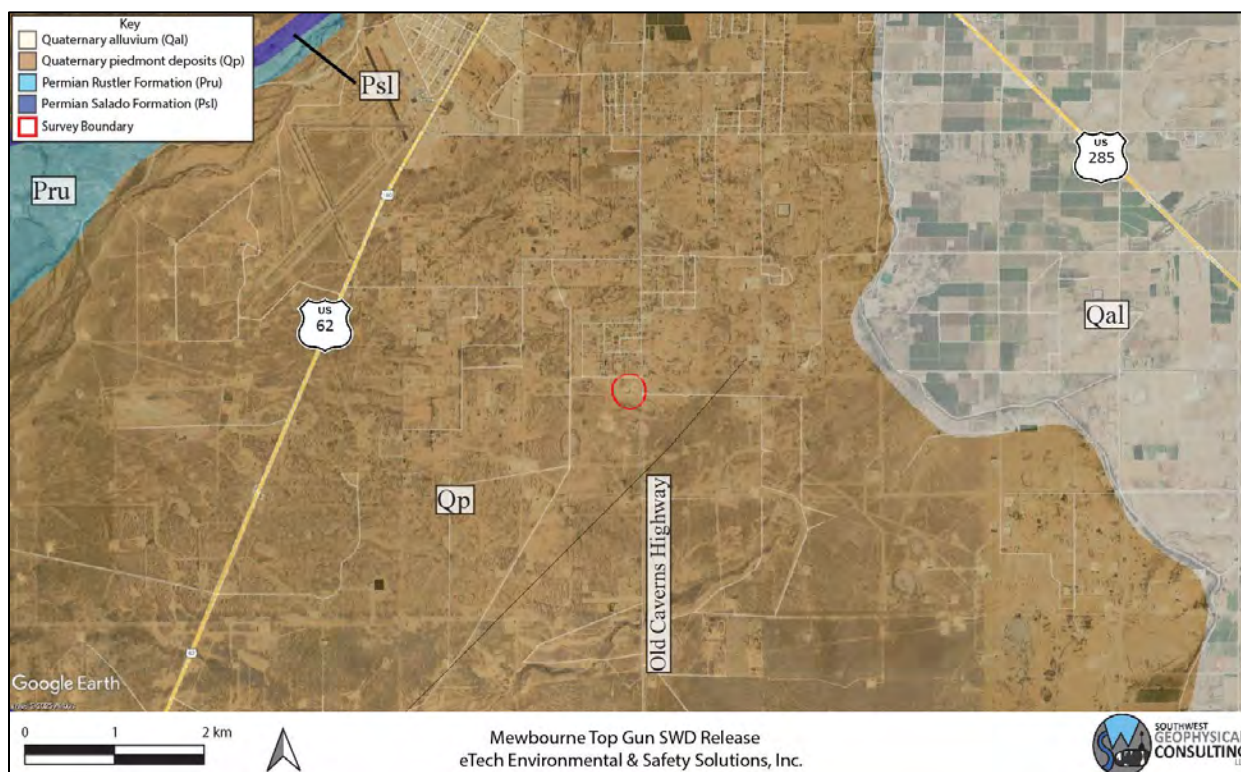 Key
Quaternary alluvium (Qal)
Quaternary piedmont deposits (Qp)
Permian Rustler Formation (Pru)
Permian Salado Formation (Psl)
Survey Boundary
Psl
US
285
Pru
US
62
Qal
Qp
Old Caverns Highway
Google Earth
0 1 2 km
Mewbourne Top Gun SWD Release
eTech Environmental & Safety Solutions, Inc.
SOUTHWEST
GEOPHYSICAL
CONSULTING